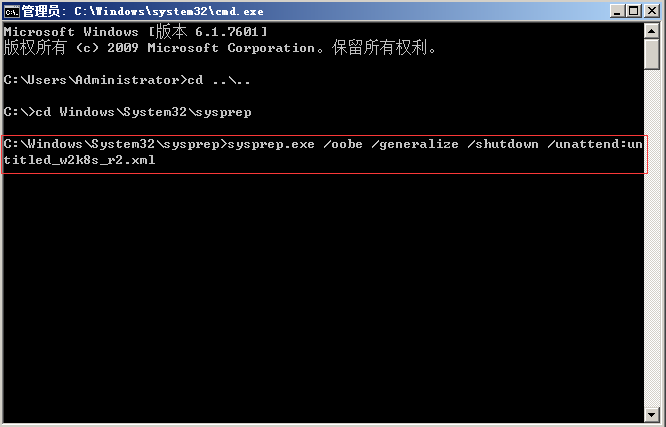 管理员: C:\Windows\system32\cmd.exe
Microsoft Windows [版本 6.1.7601]
版权所有 (c) 2009 Microsoft Corporation。保留所有权利。
C:\Users\Administrator>cd ..\..
C:\>cd Windows\System32\sysprep
C:\Windows\System32\sysprep>sysprep.exe /oobe /generalize /shutdown /unattend:un
titled_w2k8s_r2.xml